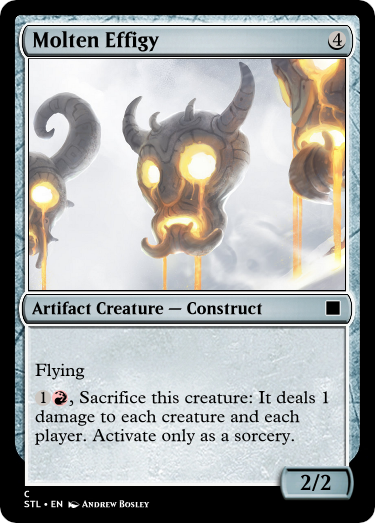 Molten Effigy 4
Artifact Creature — Construct
Flying
1, Sacrifice this creature: It deals 1
damage to each creature and each
player. Activate only as a sorcery.
2/2
C
STL • EN Andrew Bosley